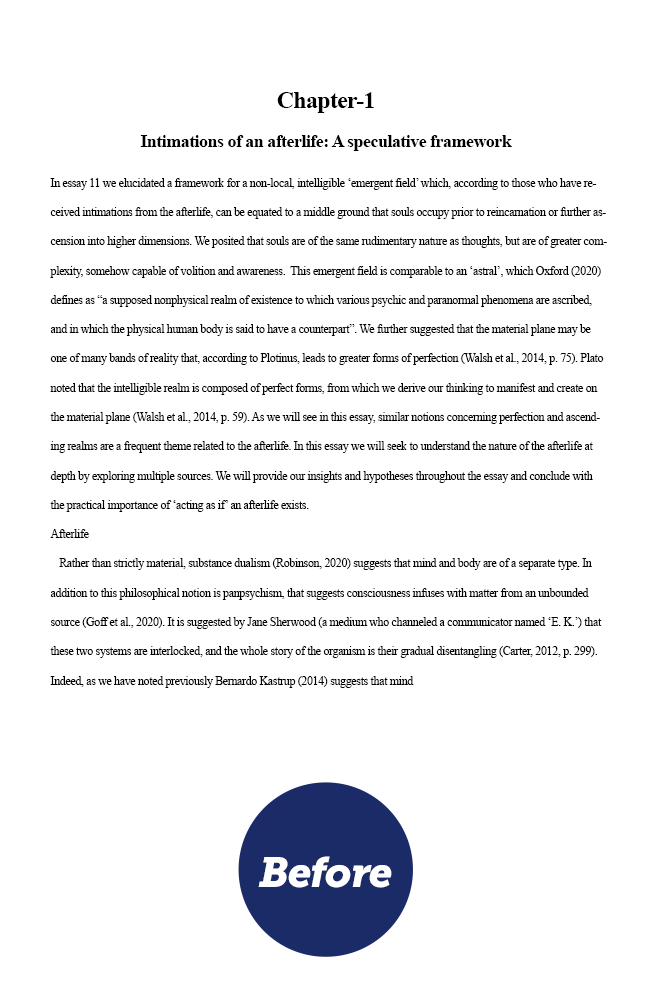 Chapter-1
Intimations of an afterlife: A speculative framework
In essay 11 we elucidated a framework for a non-local, intelligible ‘emergent field’ which, according to those who have re-
ceived intimations from the afterlife, can be equated to a middle ground that souls occupy prior to reincarnation or further as-
cension into higher dimensions. We posited that souls are of the same rudimentary nature as thoughts, but are of greater com-
plexity, somehow capable of volition and awareness.  This emergent field is comparable to an ‘astral’, which Oxford (2020)
defines as “a supposed nonphysical realm of existence to which various psychic and paranormal phenomena are ascribed,
and in which the physical human body is said to have a counterpart”. We further suggested that the material plane may be
one of many bands of reality that, according to Plotinus, leads to greater forms of perfection (Walsh et al., 2014, p. 75). Plato
noted that the intelligible realm is composed of perfect forms, from which we derive our thinking to manifest and create on
the material plane (Walsh et al., 2014, p. 59). As we will see in this essay, similar notions concerning perfection and ascend-
ing realms are a frequent theme related to the afterlife. In this essay we will seek to understand the nature of the afterlife at
depth by exploring multiple sources. We will provide our insights and hypotheses throughout the essay and conclude with
the practical importance of ‘acting as if’ an afterlife exists.
Afterlife
Rather than strictly material, substance dualism (Robinson, 2020) suggests that mind and body are of a separate type. In
addition to this philosophical notion is panpsychism, that suggests consciousness infuses with matter from an unbounded
source (Goff et al., 2020). It is suggested by Jane Sherwood (a medium who channeled a communicator named ‘E. K.’) that
these two systems are interlocked, and the whole story of the organism is their gradual disentangling (Carter, 2012, p. 299).
Indeed, as we have noted previously Bernardo Kastrup (2014) suggests that mind
Before